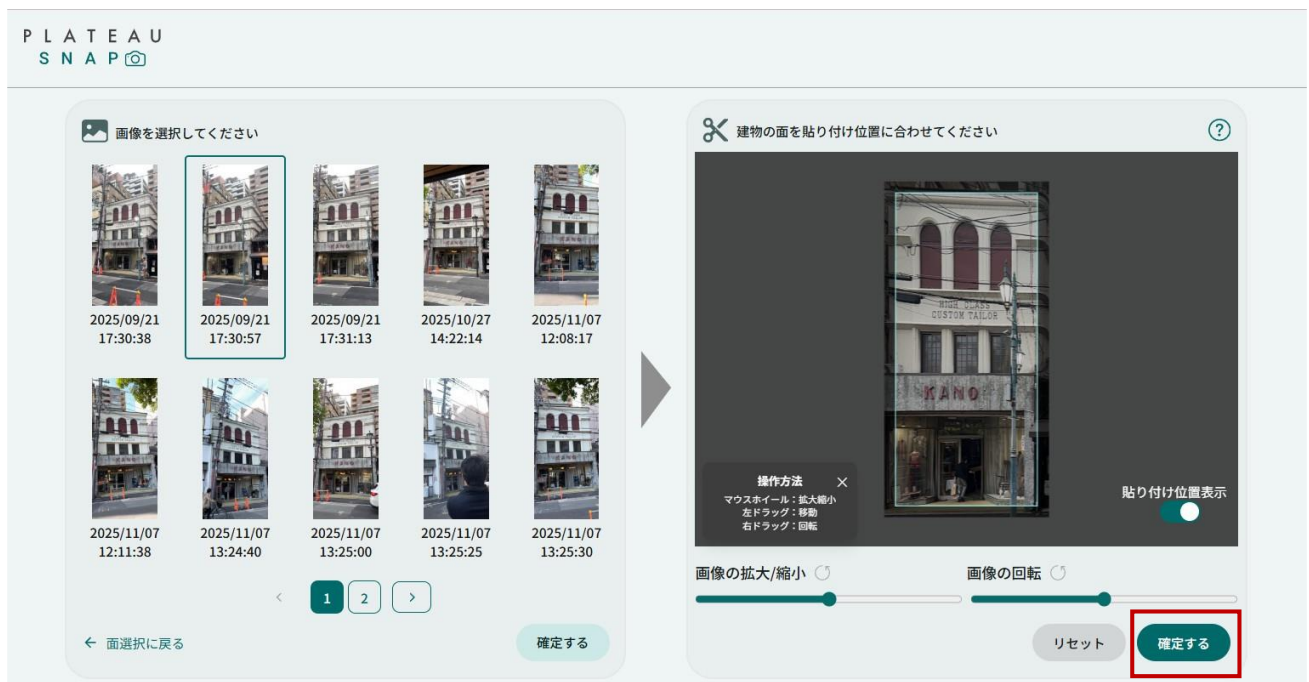 PLATEAU
SNAP
画像を選択してください
2025/09/21
17:30:38
2025/09/21
17:30:57
2025/09/21
17:31:13
2025/10/27
14:22:14
2025/11/07
12:08:17
2025/11/07
12:11:38
2025/11/07
13:24:40
2025/11/07
13:25:00
2025/11/07
13:25:25
2025/11/07
13:25:30
< 1 2 >
← 面選択に戻る
確定する
建物の面を貼り付け位置に合わせてください
?
HIGH CLASS
CUSTOM TAILOR
KANO
操作方法 ×
マウスホイール：拡大縮小
左ドラッグ：移動
右ドラッグ：回転
貼り付け位置表示
画像の拡大/縮小
画像の回転
リセット
確定する